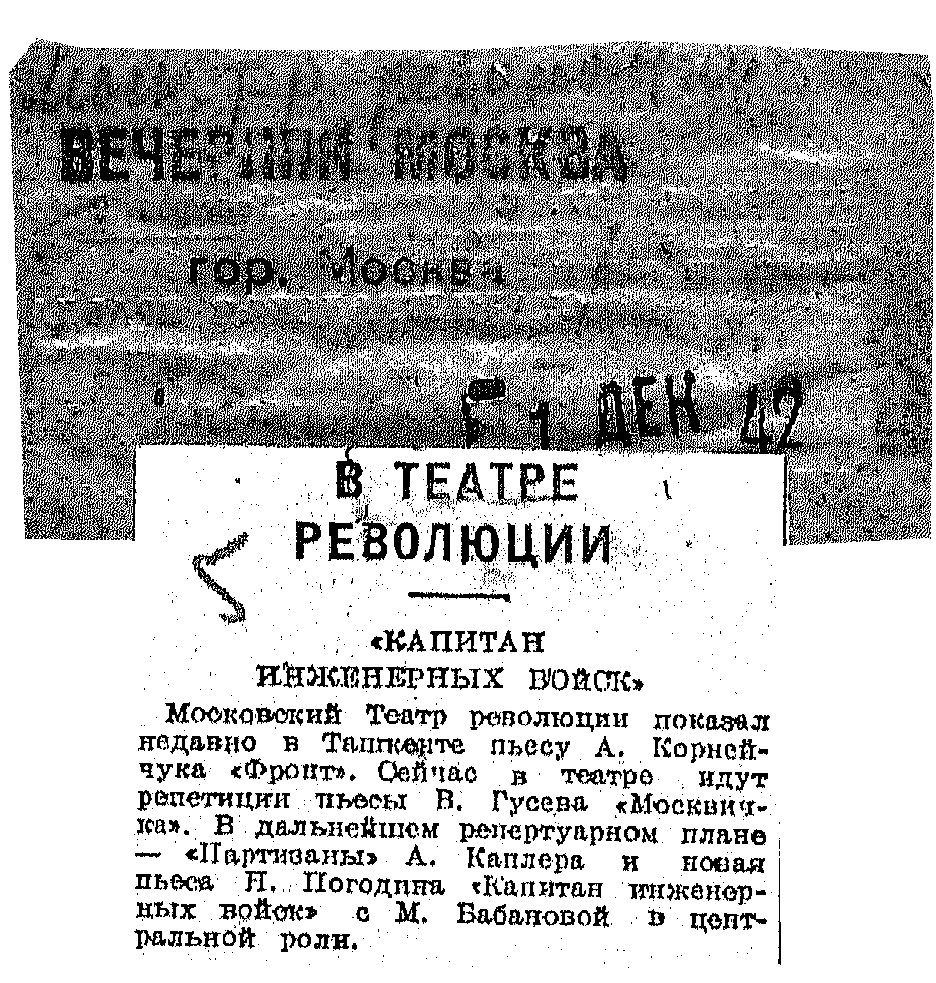 ВЕЧЕРНЯЯ МОСКВА
гор. Москва
1 ДЕК 42
В ТЕАТРЕ
РЕВОЛЮЦИИ
«КАПИТАН
ИНЖЕНЕРНЫХ ВОЙСК»
Московский Театр революции показал
недавно в Ташкенте пьесу А. Корней-
чука «Фронт». Сейчас в театре идут
репетиции пьесы В. Гусева «Москвич-
ка». В дальнейшем репертуарном плане
— «Партизаны» А. Каплера и новая
пьеса Н. Погодина «Капитан инженер-
ных войск» с М. Бабановой в цент-
ральной роли.